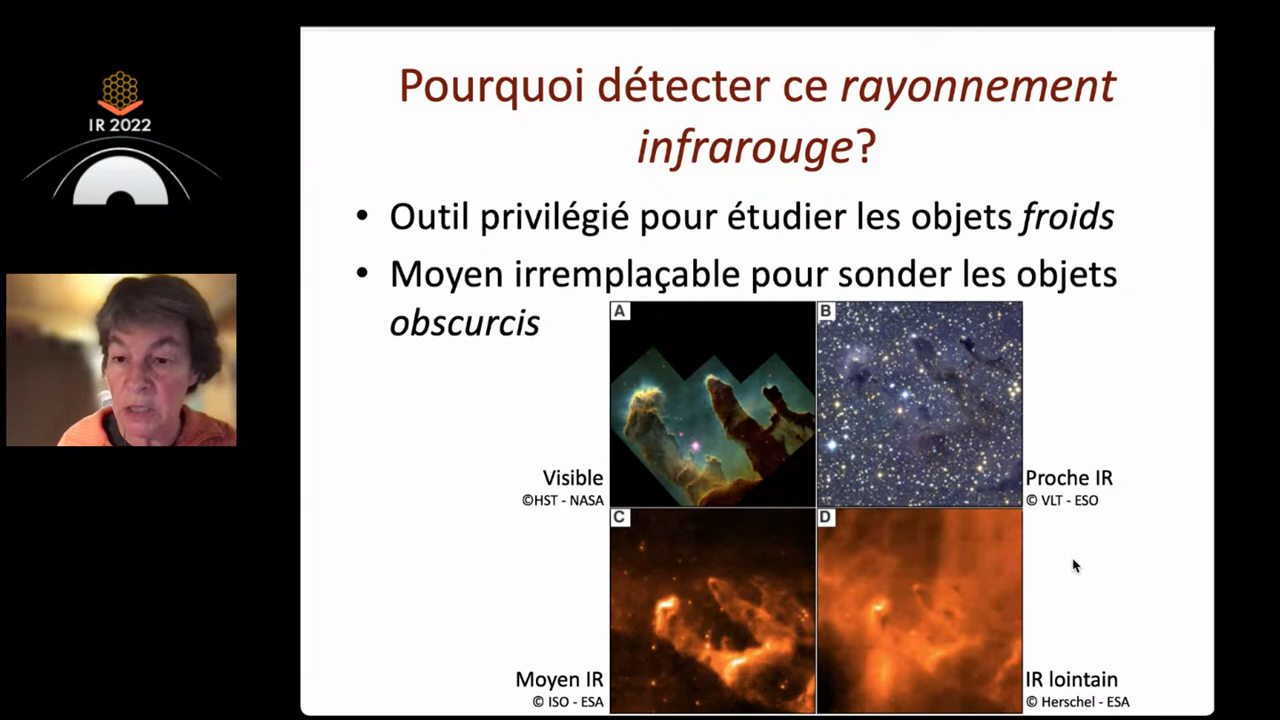 IR 2022
Pourquoi détecter ce rayonnement
infrarouge?
• Outil privilégié pour étudier les objets froids
• Moyen irremplaçable pour sonder les objets
obscurcis
A
B
Visible
©HST - NASA
Proche IR
© VLT - ESO
C
D
Moyen IR
© ISO - ESA
IR lointain
© Herschel - ESA